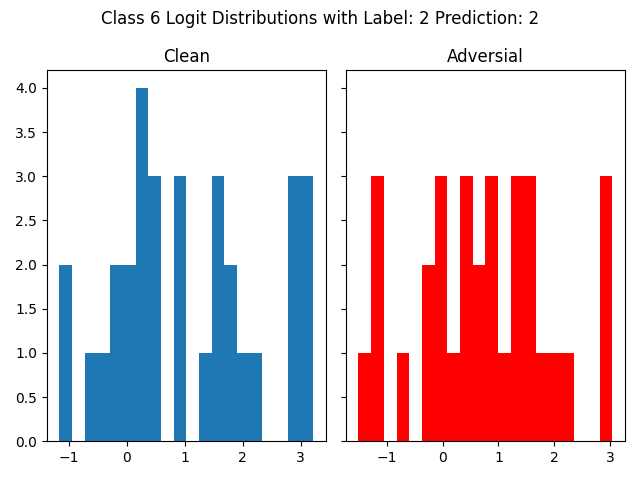 Class 6 Logit Distributions with Label: 2 Prediction: 2
Clean
Adversial
4.0
3.5
3.0
2.5
2.0
1.5
1.0
0.5
0.0
−1 0 1 2 3
−1 0 1 2 3